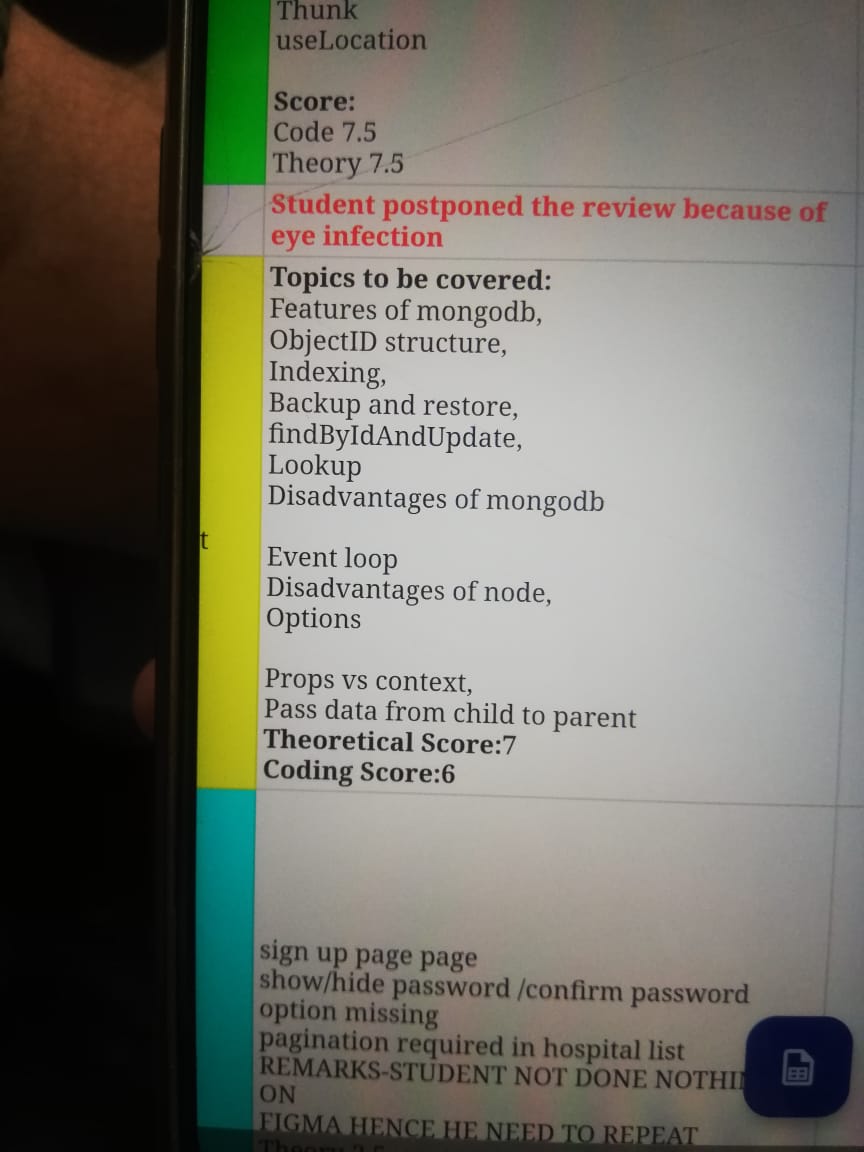 Thunk
useLocation
Score:
Code 7.5
Theory 7.5
Student postponed the review because of
eye infection
Topics to be covered:
Features of mongodb,
ObjectID structure,
Indexing,
Backup and restore,
findByIdAndUpdate,
Lookup
Disadvantages of mongodb
t
Event loop
Disadvantages of node,
Options
Props vs context,
Pass data from child to parent
Theoretical Score:7
Coding Score:6
sign up page page
show/hide password /confirm password
option missing
pagination required in hospital list
REMARKS-STUDENT NOT DONE NOTHI
ON
FIGMA HENCE HE NEED TO REPEAT